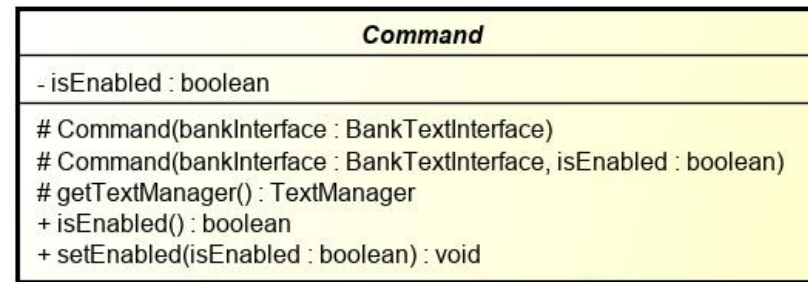 Command
- isEnabled : boolean
# Command(bankInterface : BankTextInterface)
# Command(bankInterface : BankTextInterface, isEnabled : boolean)
# getTextManager() : TextManager
+ isEnabled() : boolean
+ setEnabled(isEnabled : boolean) : void